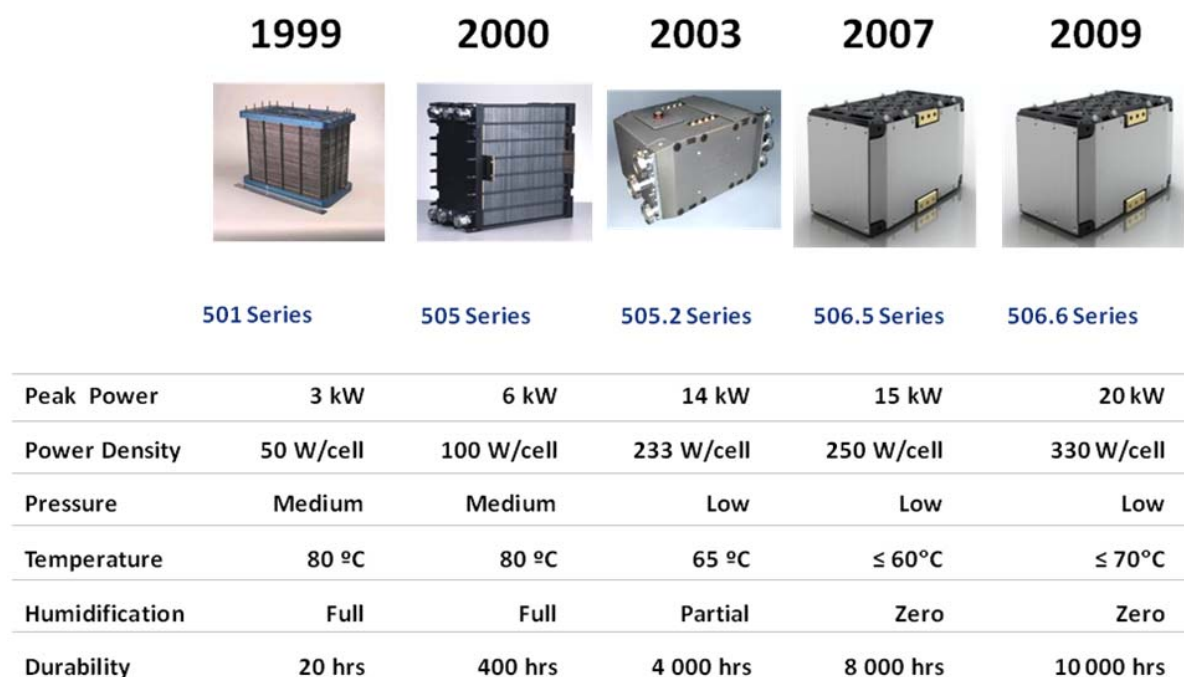 1999 2000 2003 2007 2009
501 Series 505 Series 505.2 Series 506.5 Series 506.6 Series
Peak Power 3 kW 6 kW 14 kW 15 kW 20 kW
Power Density 50 W/cell 100 W/cell 233 W/cell 250 W/cell 330 W/cell
Pressure Medium Medium Low Low Low
Temperature 80 ºC 80 ºC 65 ºC ≤ 60°C ≤ 70°C
Humidification Full Full Partial Zero Zero
Durability 20 hrs 400 hrs 4 000 hrs 8 000 hrs 10 000 hrs